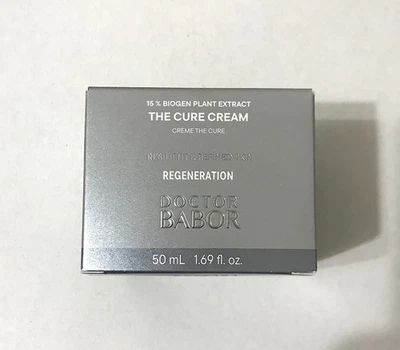 15 % BIOGEN PLANT EXTRACT
THE CURE CREAM
CREME THE CURE
REGENERATION
DOCTOR
BABOR
50 mL 1.69 fl. oz.